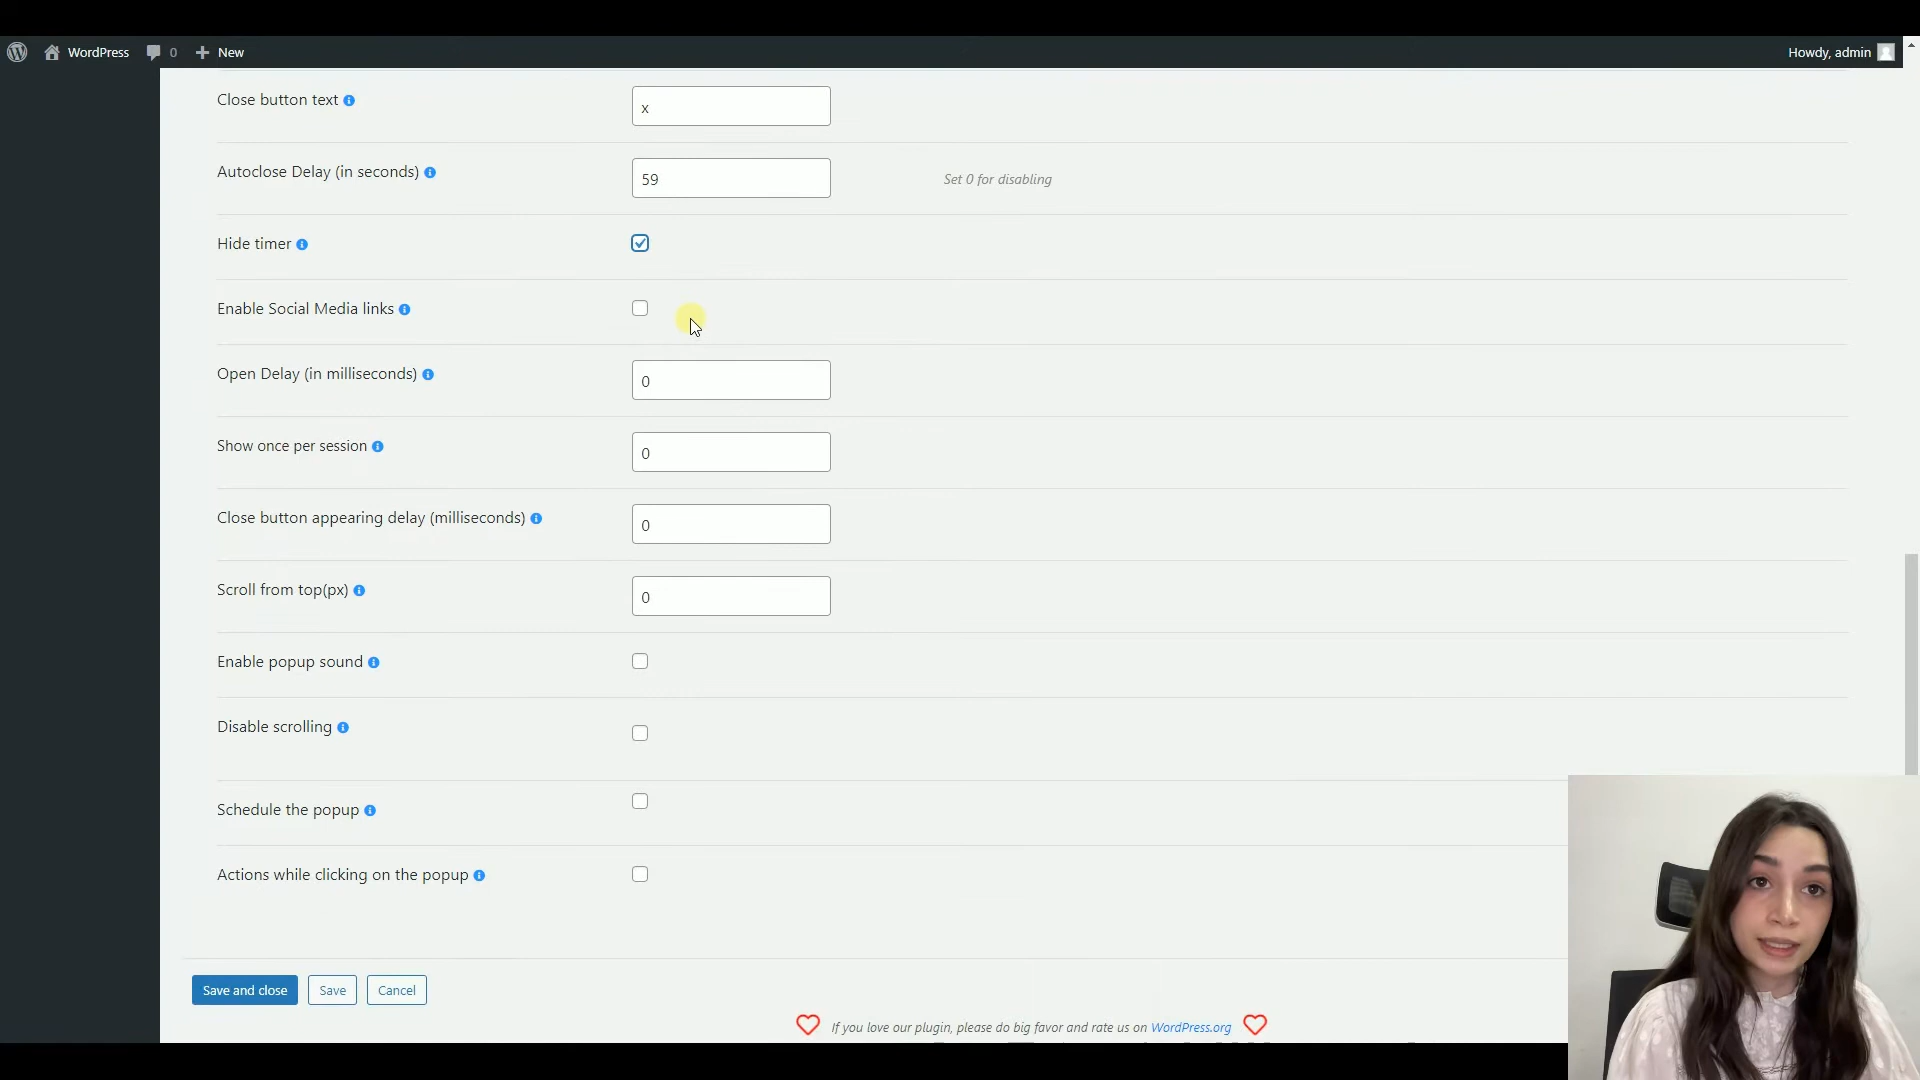 WordPress 0 New Howdy, admin
Close button text x
Autoclose Delay (in seconds) 59 Set 0 for disabling
Hide timer
Enable Social Media links
Open Delay (in milliseconds) 0
Show once per session 0
Close button appearing delay (milliseconds) 0
Scroll from top(px) 0
Enable popup sound
Disable scrolling
Schedule the popup
Actions while clicking on the popup
Save and close Save Cancel
If you love our plugin, please do big favor and rate us on WordPress.org